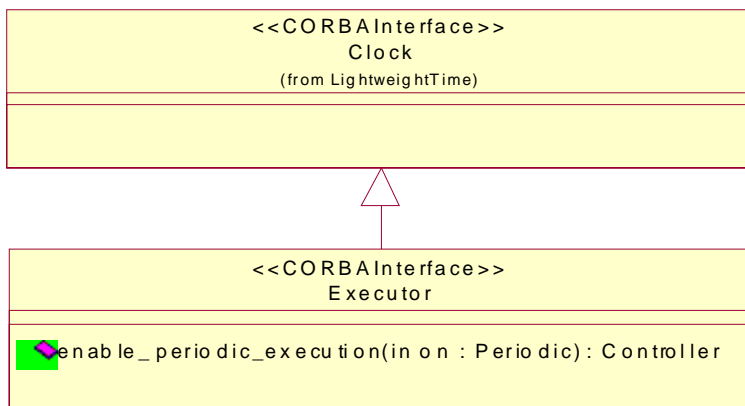 <<CORBAInterface>>
Clock
(from LightweightTime)
<<CORBAInterface>>
Executor
enable_periodic_execution(in on : Periodic) : Controller